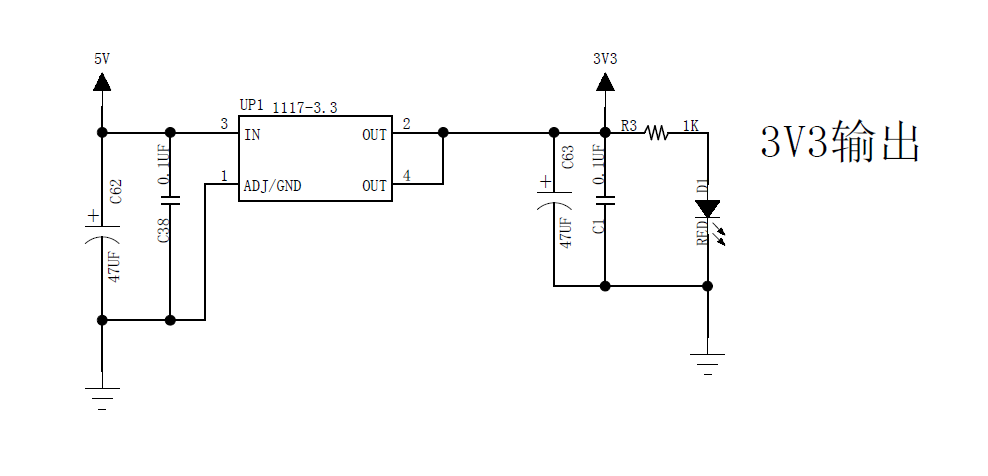 5V
3V3
UP1 1117-3.3
3
IN
OUT
2
1
ADJ/GND
OUT
4
C62
+
47UF
0.1UF
C38
C63
+
47UF
0.1UF
C1
R3
1K
D1
RED
3V3输出